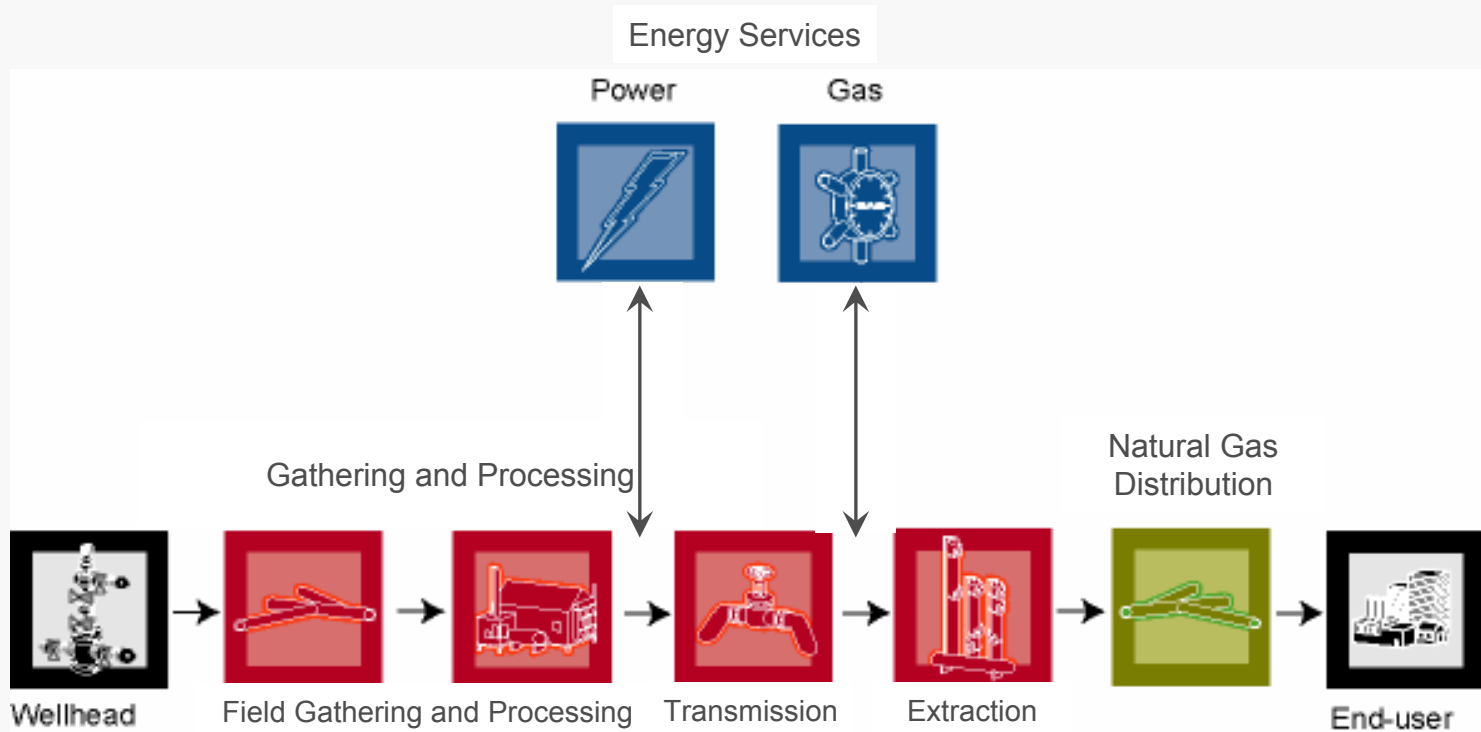 Energy Services
Power
Gas
Gathering and Processing
Natural Gas
Distribution
Wellhead
Field Gathering and Processing
Transmission
Extraction
End-user